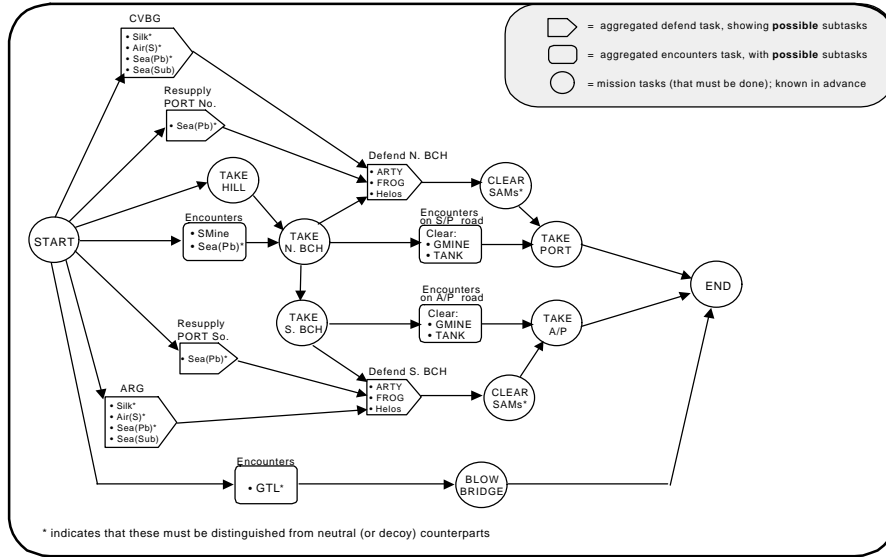 CVBG
• Silk*
• Air(S)*
• Sea(Pb)*
• Sea(Sub)
= aggregated defend task, showing possible subtasks
= aggregated encounters task, with possible subtasks
= mission tasks (that must be done); known in advance
Resupply
PORT No.
• Sea(Pb)*
TAKE
HILL
Defend N. BCH
• ARTY
• FROG
• Helos
CLEAR
SAMs*
Encounters
• SMine
• Sea(Pb)*
START
TAKE
N. BCH
Encounters
on S/P road
Clear:
• GMINE
• TANK
TAKE
PORT
END
TAKE
S. BCH
Encounters
on A/P road
Clear:
• GMINE
• TANK
TAKE
A/P
Resupply
PORT So.
• Sea(Pb)*
Defend S. BCH
• ARTY
• FROG
• Helos
CLEAR
SAMs*
ARG
• Silk*
• Air(S)*
• Sea(Pb)*
• Sea(Sub)
Encounters
• GTL*
BLOW
BRIDGE
* indicates that these must be distinguished from neutral (or decoy) counterparts